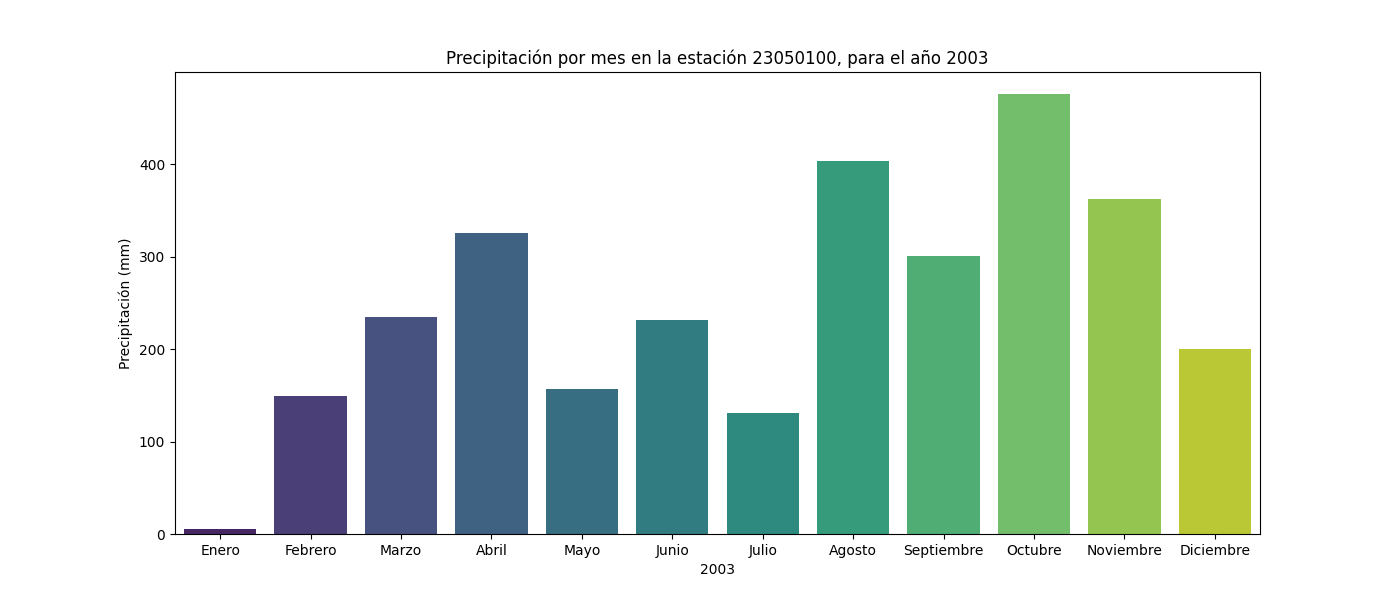 Precipitación por mes en la estación 23050100, para el año 2003
Precipitación (mm)
400
300
200
100
0
Enero Febrero Marzo Abril Mayo Junio Julio Agosto Septiembre Octubre Noviembre Diciembre
2003